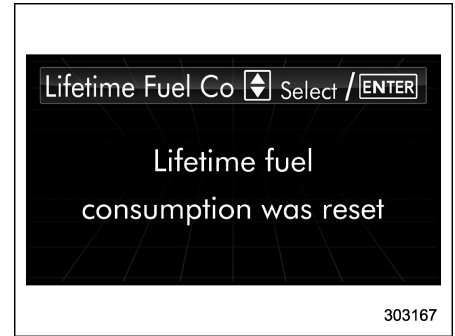 Lifetime Fuel Co Select / ENTER
Lifetime fuel
consumption was reset
303167